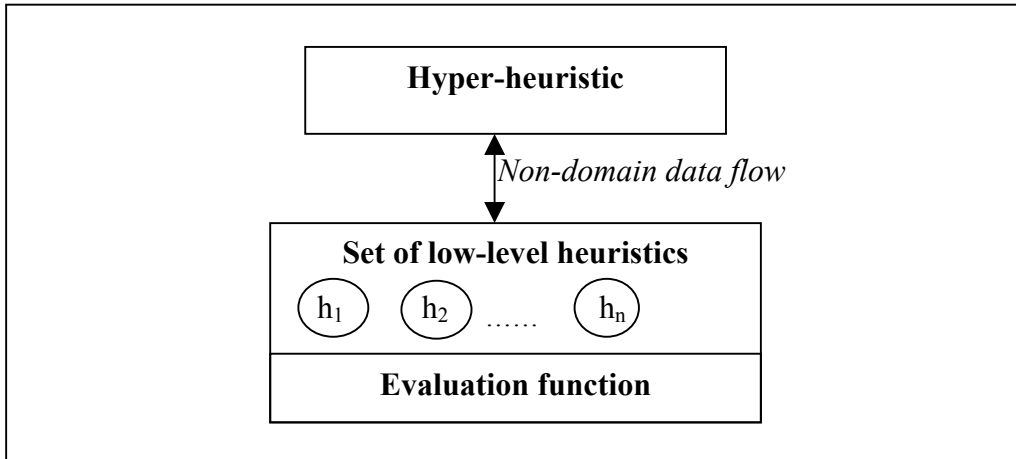 Hyper-heuristic
Non-domain data flow
Set of low-level heuristics
h₁ h₂ …… hₙ
Evaluation function